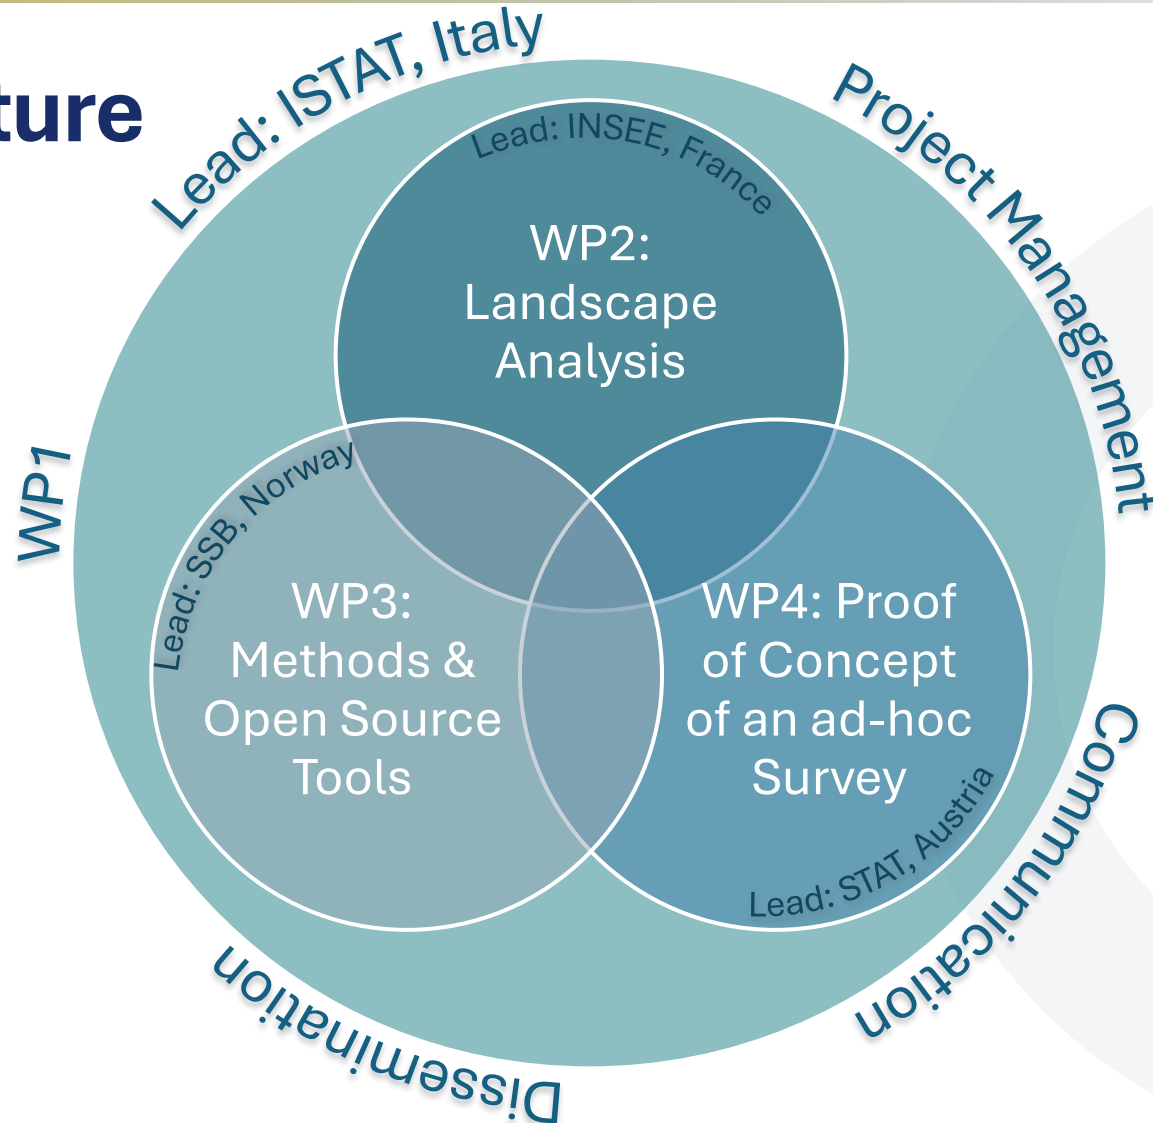 ture
WP1
Lead: ISTAT, Italy
Project Management
Communication
Dissemination
Lead: INSEE, France
WP2:
Landscape
Analysis
Lead: SSB, Norway
WP3:
Methods &
Open Source
Tools
WP4: Proof
of Concept
of an ad-hoc
Survey
Lead: STAT, Austria